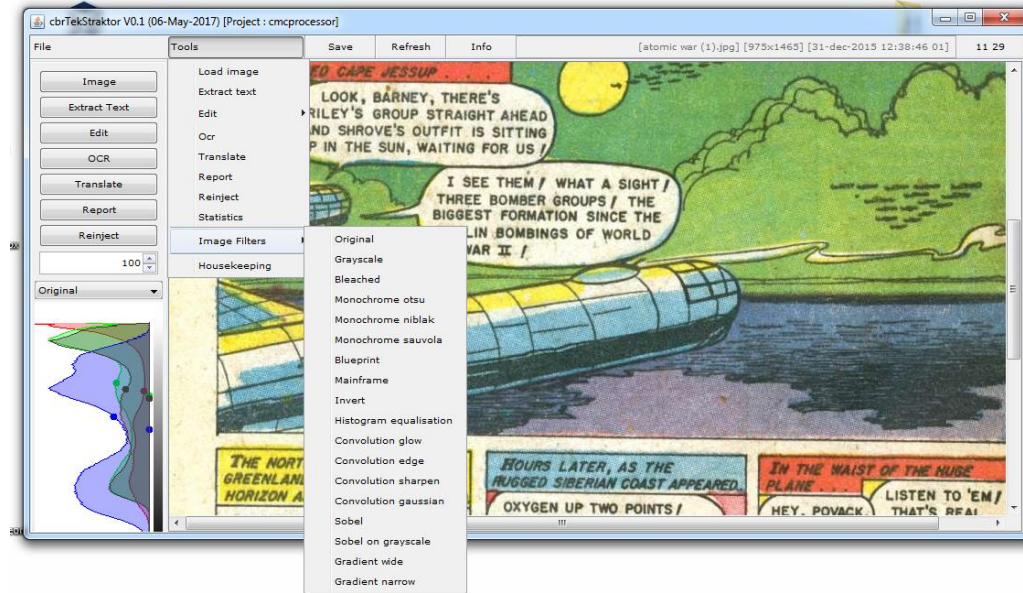 cbrTekStraktor V0.1 (06-May-2017) [Project : cmcprocessor]
File
Tools
Save
Refresh
Info
[atomic war (1).jpg] [975x1465] [31-dec-2015 12:38:46 01]
11 29
Image
Extract Text
Edit
OCR
Translate
Report
Reinject
100
Original
Load image
Extract text
Edit
Ocr
Translate
Report
Reinject
Statistics
Image Filters
Housekeeping
Original
Grayscale
Bleached
Monochrome otsu
Monochrome niblak
Monochrome sauvola
Blueprint
Mainframe
Invert
Histogram equalisation
Convolution glow
Convolution edge
Convolution sharpen
Convolution gaussian
Sobel
Sobel on grayscale
Gradient wide
Gradient narrow
CAPE JESSUP....
LOOK, BARNEY, THERE'S
RILEY'S GROUP STRAIGHT AHEAD
AND SHROVE'S OUTFIT IS SITTING
P IN THE SUN, WAITING FOR US!
I SEE THEM! WHAT A SIGHT!
THREE BOMBER GROUPS! THE
BIGGEST FORMATION SINCE THE
LIN BOMBINGS OF WORLD
WAR II!
THE NORT
GREENLAN
HORIZON A
HOURS LATER, AS THE
RUGGED SIBERIAN COAST APPEARED.
OXYGEN UP TWO POINTS!
IN THE WAIST OF THE HUGE
PLANE....
HEY, POVACK,
LISTEN TO 'EM!
THAT'S REAL